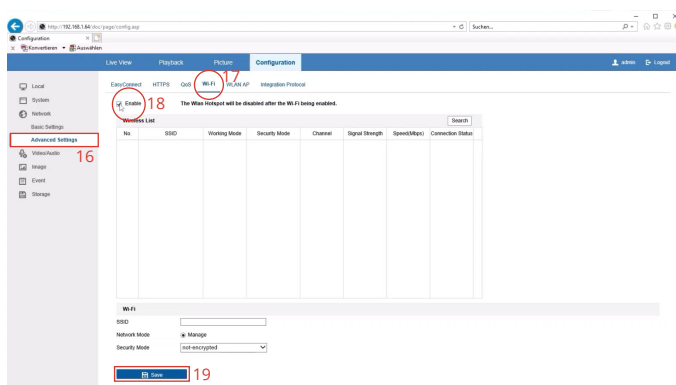 http://192.168.1.64/doc/page/config.asp
Suchen...
Configuration
Konvertieren
Auswählen
Live View
Playback
Picture
Configuration
admin
Logout
Local
System
Network
Basic Settings
Advanced Settings
16
Video/Audio
Image
Event
Storage
EasyConnect
HTTPS
QoS
Wi-Fi
17
WLAN AP
Integration Protocol
Enable
18
The Wlan Hotspot will be disabled after the Wi-Fi being enabled.
Wireless List
Search
No.
SSID
Working Mode
Security Mode
Channel
Signal Strength
Speed(Mbps)
Connection Status
Wi-Fi
SSID
Network Mode
Manage
Security Mode
not-encrypted
Save
19